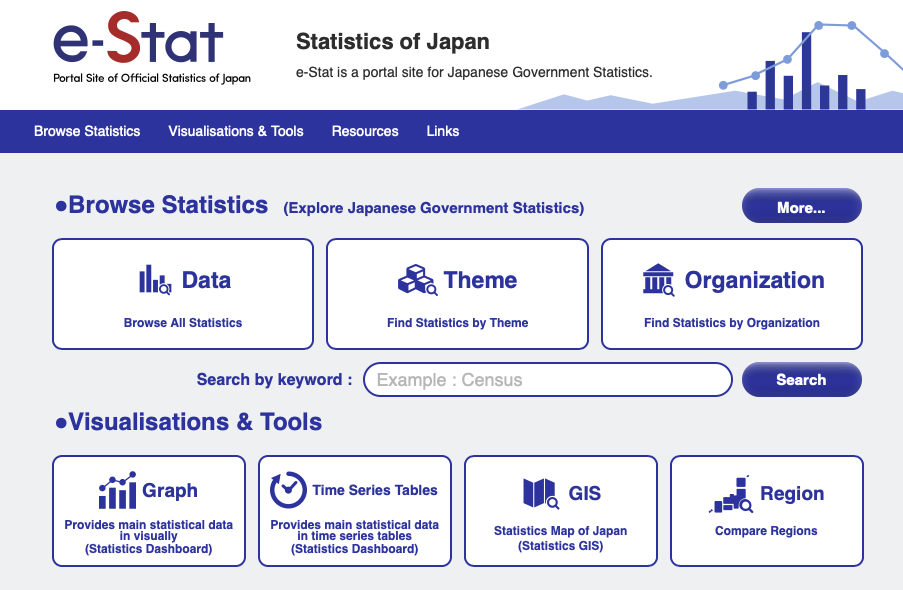 e-Stat
Portal Site of Official Statistics of Japan
Statistics of Japan
e-Stat is a portal site for Japanese Government Statistics.
Browse Statistics Visualisations & Tools Resources Links
●Browse Statistics (Explore Japanese Government Statistics) More...
Data
Browse All Statistics
Theme
Find Statistics by Theme
Organization
Find Statistics by Organization
Search by keyword : Example : Census Search
●Visualisations & Tools
Graph
Provides main statistical data
in visually
(Statistics Dashboard)
Time Series Tables
Provides main statistical data
in time series tables
(Statistics Dashboard)
GIS
Statistics Map of Japan
(Statistics GIS)
Region
Compare Regions